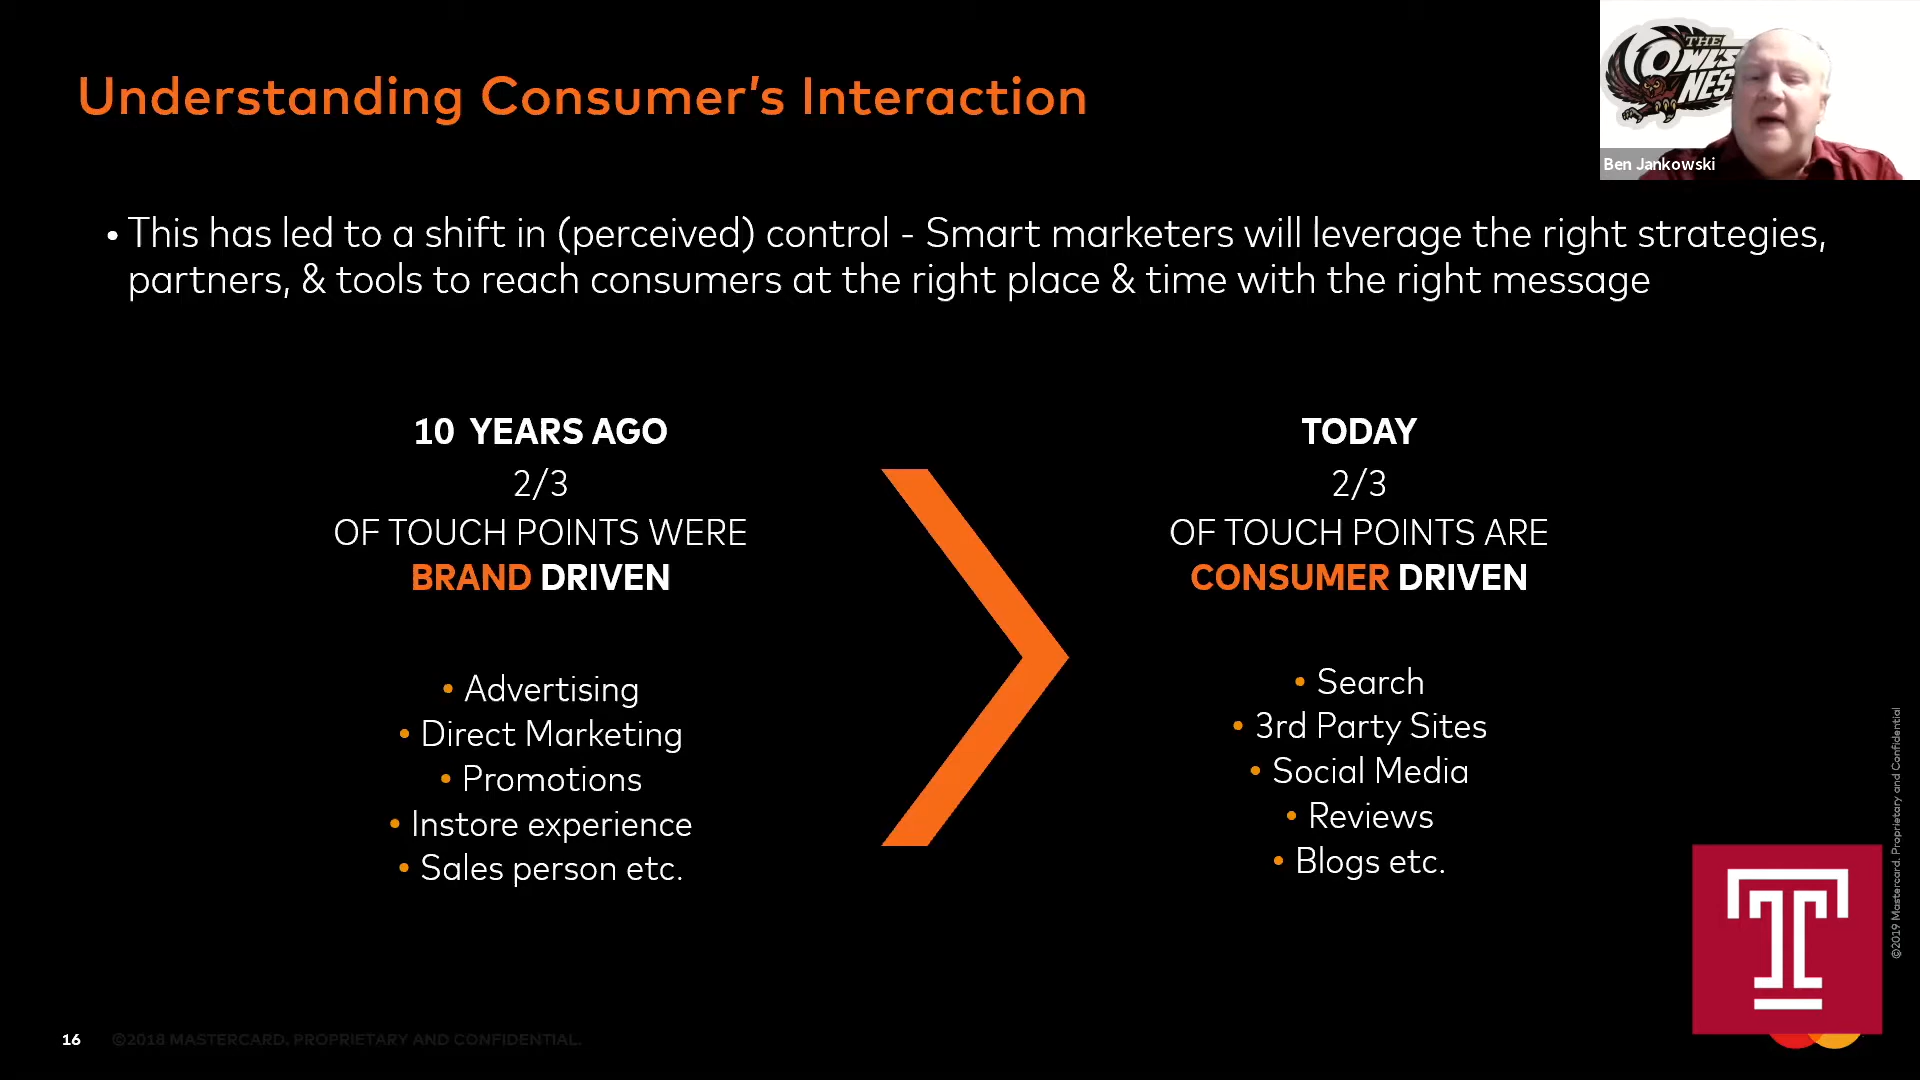 Understanding Consumer’s Interaction
THE
OWL'S
NES
Ben Jankowski
• This has led to a shift in (perceived) control - Smart marketers will leverage the right strategies,
partners, & tools to reach consumers at the right place & time with the right message
10 YEARS AGO
2/3
OF TOUCH POINTS WERE
BRAND DRIVEN
• Advertising
• Direct Marketing
• Promotions
• Instore experience
• Sales person etc.
TODAY
2/3
OF TOUCH POINTS ARE
CONSUMER DRIVEN
• Search
• 3rd Party Sites
• Social Media
• Reviews
• Blogs etc.
©2019 Mastercard. Proprietary and Confidential
T
16
©2018 MASTERCARD. PROPRIETARY AND CONFIDENTIAL.